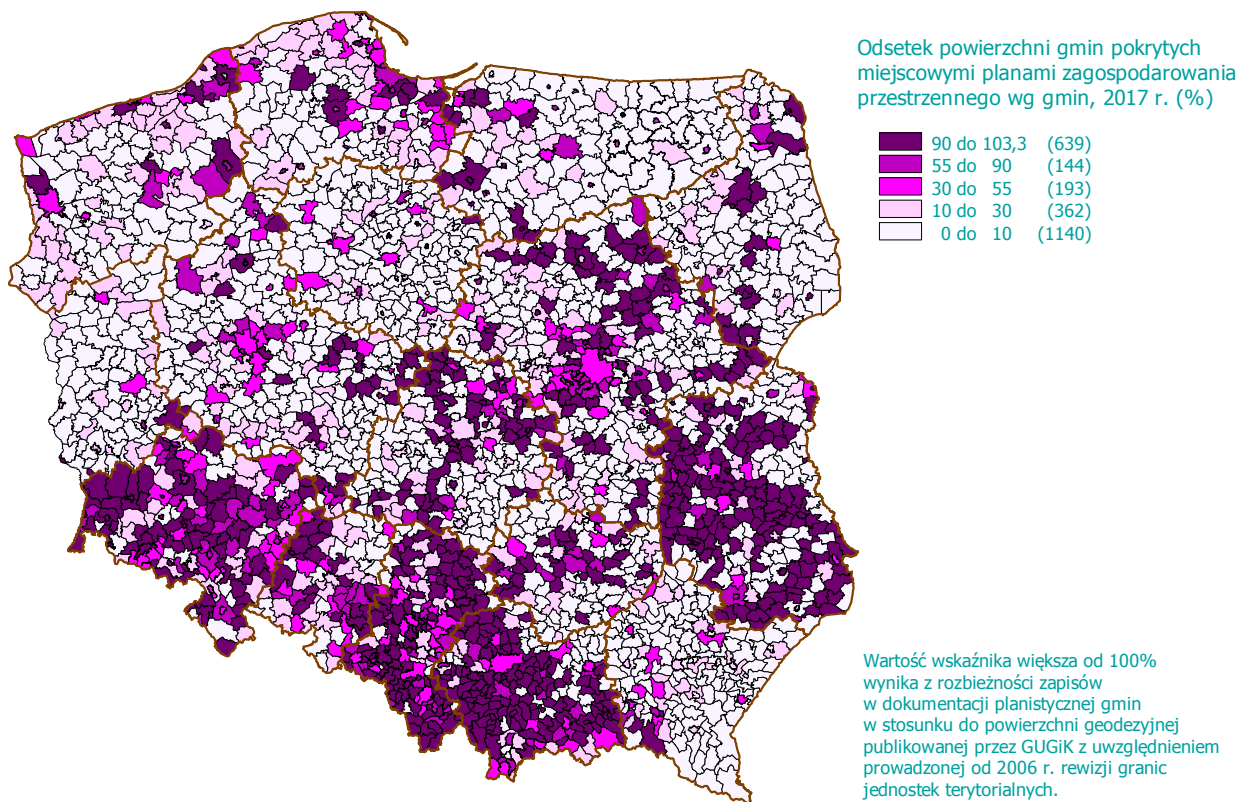 Odsetek powierzchni gmin pokrytych
miejscowymi planami zagospodarowania
przestrzennego wg gmin, 2017 r. (%)
90 do 103,3 (639)
55 do 90 (144)
30 do 55 (193)
10 do 30 (362)
0 do 10 (1140)
Wartość wskaźnika większa od 100%
wynika z rozbieżności zapisów
w dokumentacji planistycznej gmin
w stosunku do powierzchni geodezyjnej
publikowanej przez GUGiK z uwzględnieniem
prowadzonej od 2006 r. rewizji granic
jednostek terytorialnych.